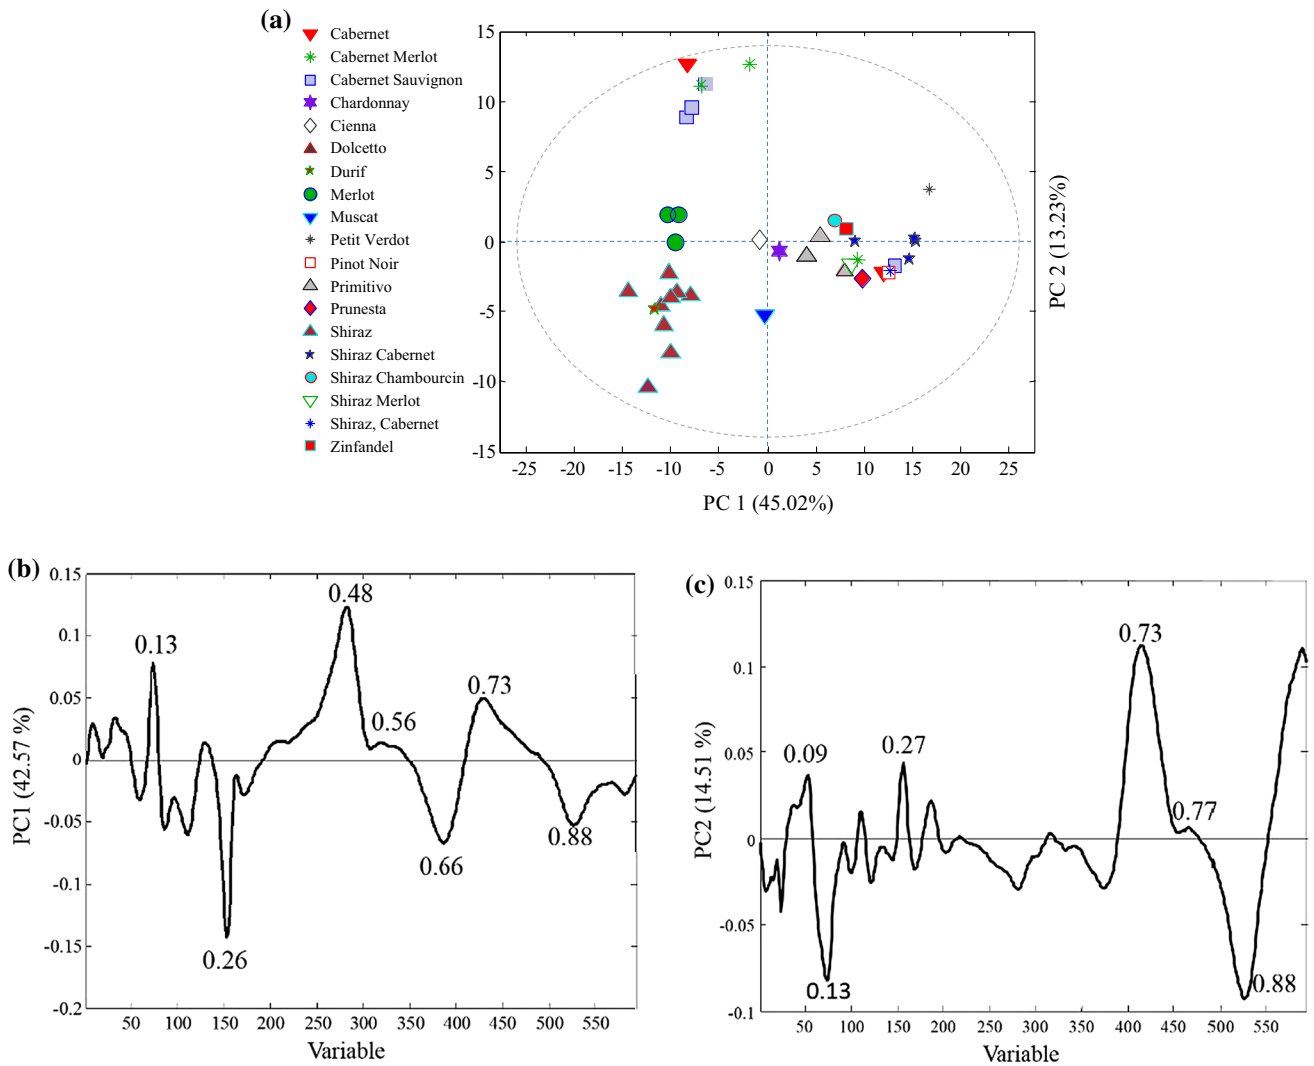 (a)
Cabernet
Cabernet Merlot
Cabernet Sauvignon
Chardonnay
Cienna
Dolcetto
Durif
Merlot
Muscat
Petit Verdot
Pinot Noir
Primitivo
Prunesta
Shiraz
Shiraz Cabernet
Shiraz Chambourcin
Shiraz Merlot
Shiraz, Cabernet
Zinfandel
15
10
5
0
-5
-10
-15
-25 -20 -15 -10 -5 0 5 10 15 20 25
PC 1 (45.02%)
PC 2 (13.23%)
(b)
0.15
0.1
0.05
0
-0.05
-0.1
-0.15
-0.2
PC1 (42.57 %)
0.13
0.48
0.56
0.73
0.26
0.66
0.88
50 100 150 200 250 300 350 400 450 500 550
Variable
(c)
0.15
0.1
0.05
0
-0.05
-0.1
PC2 (14.51 %)
0.09
0.27
0.73
0.77
0.13
0.88
50 100 150 200 250 300 350 400 450 500 550
Variable